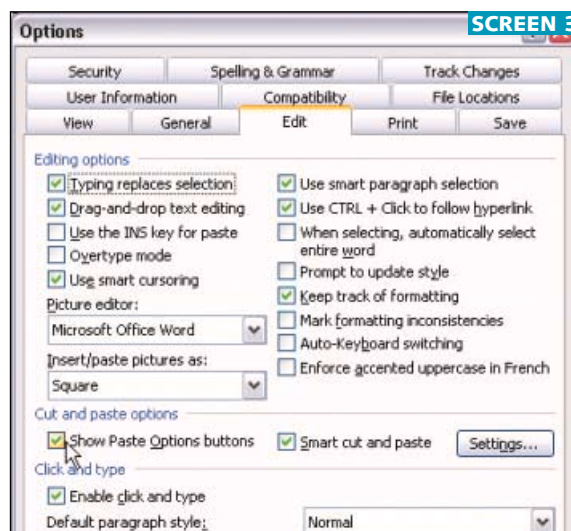 SCREEN 3
Options
Security Spelling & Grammar Track Changes
User Information Compatibility File Locations
View General Edit Print Save
Editing options
Typing replaces selection
Drag-and-drop text editing
Use the INS key for paste
Overtype mode
Use smart cursoring
Picture editor:
Microsoft Office Word
Insert/paste pictures as:
Square
Use smart paragraph selection
Use CTRL + Click to follow hyperlink
When selecting, automatically select
entire word
Prompt to update style
Keep track of formatting
Mark formatting inconsistencies
Auto-Keyboard switching
Enforce accented uppercase in French
Cut and paste options
Show Paste Options buttons Smart cut and paste Settings...
Click and type
Enable click and type
Default paragraph style: Normal